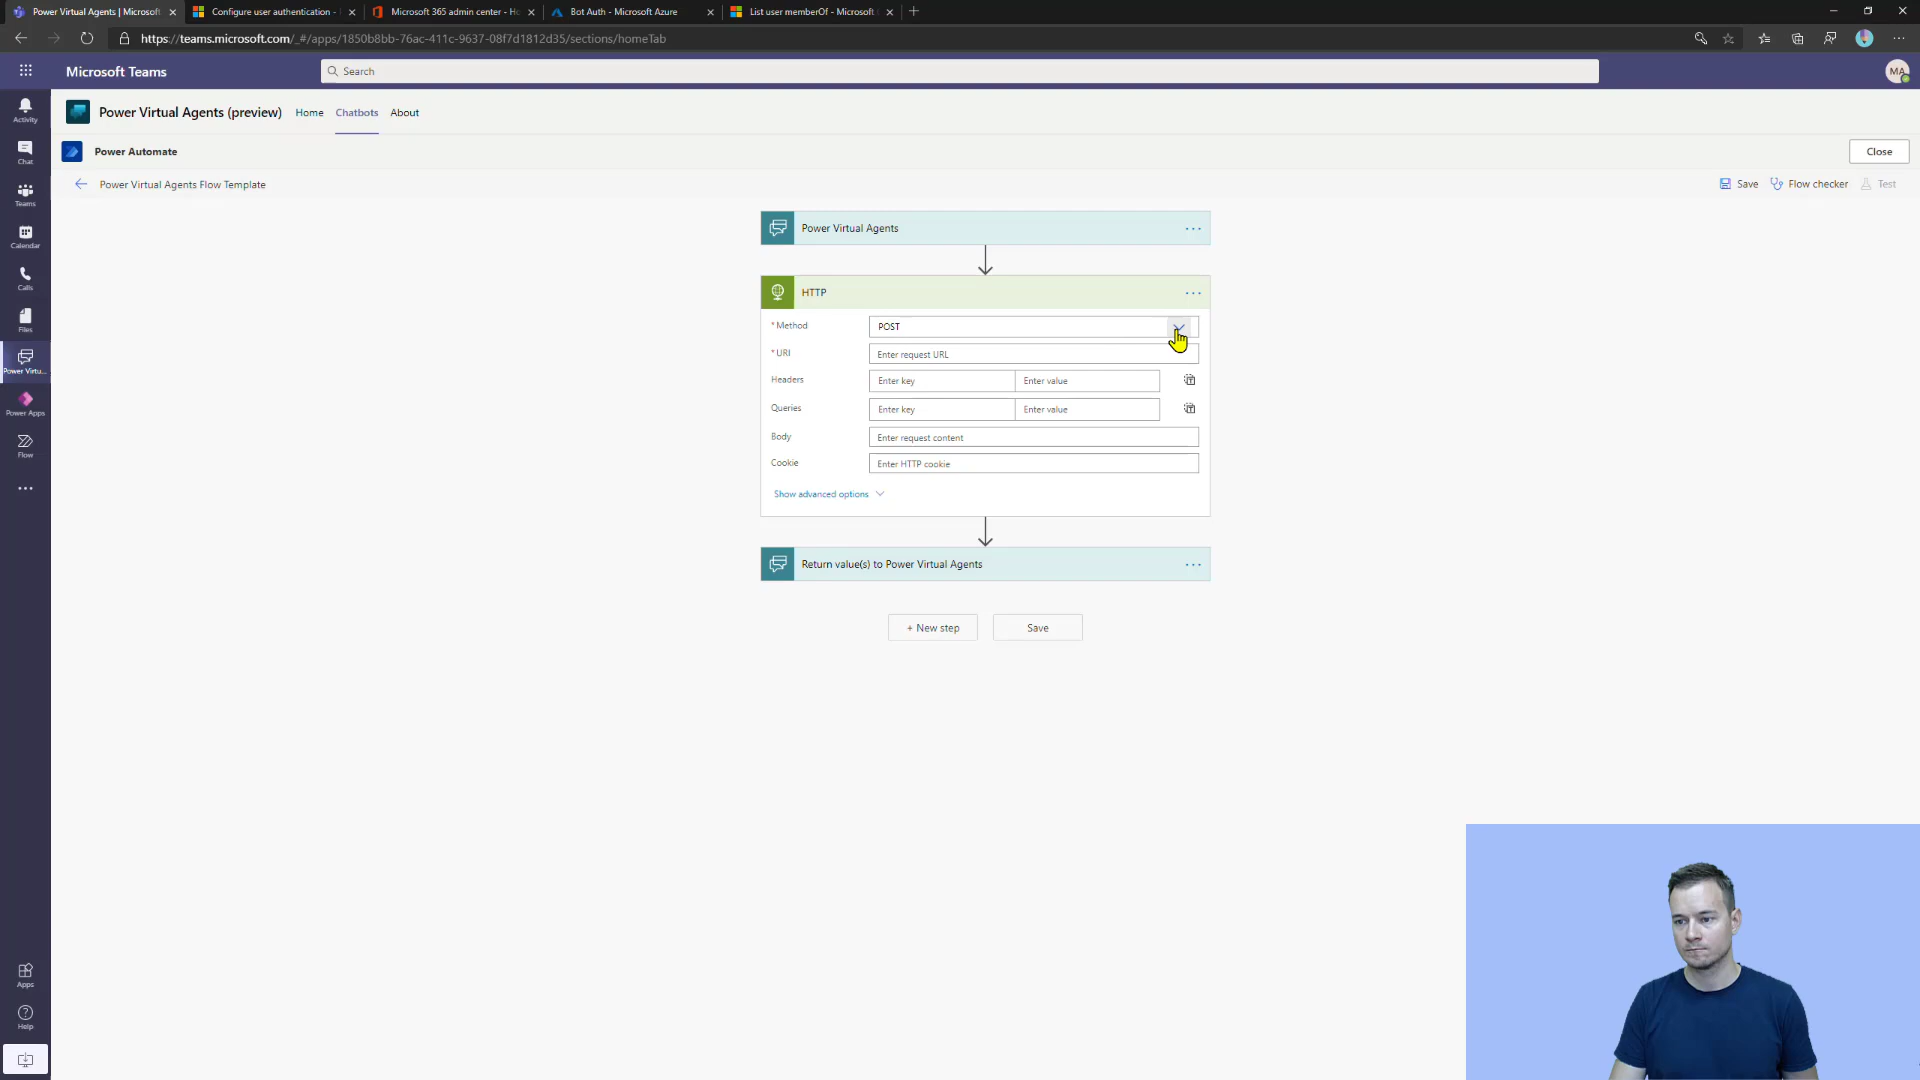 Power Virtual Agents | Microsoft
Configure user authentication -
Microsoft 365 admin center - Ho
Bot Auth - Microsoft Azure
List user memberOf - Microsoft
https://teams.microsoft.com/_#/apps/1850b8bb-76ac-411c-9637-08f7d1812d35/sections/homeTab
Microsoft Teams
Search
MA
Activity
Chat
Teams
Calendar
Calls
Files
Power Virtu...
Power Apps
Flow
Apps
Help
Power Virtual Agents (preview) Home Chatbots About
Power Automate
Close
Power Virtual Agents Flow Template
Save Flow checker Test
Power Virtual Agents
HTTP
* Method POST
* URI Enter request URL
Headers Enter key Enter value
Queries Enter key Enter value
Body Enter request content
Cookie Enter HTTP cookie
Show advanced options
Return value(s) to Power Virtual Agents
+ New step Save